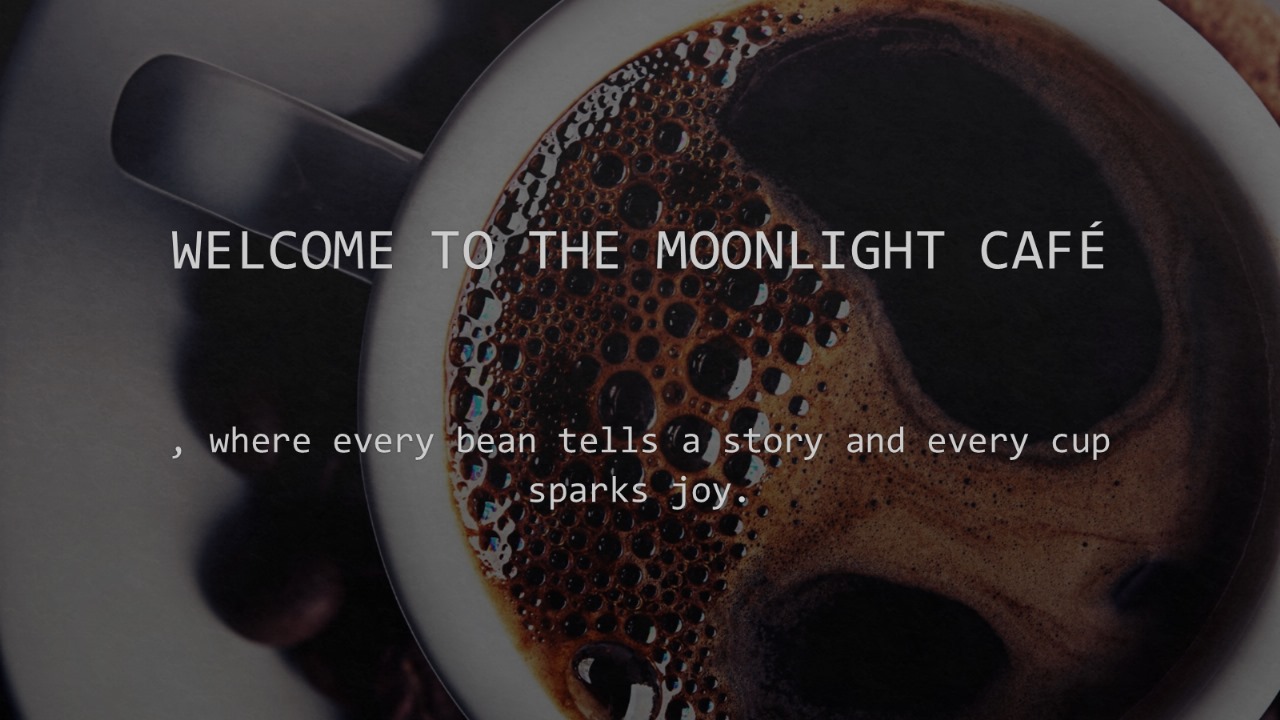 WELCOME TO THE MOONLIGHT CAFÉ
, where every bean tells a story and every cup
sparks joy.